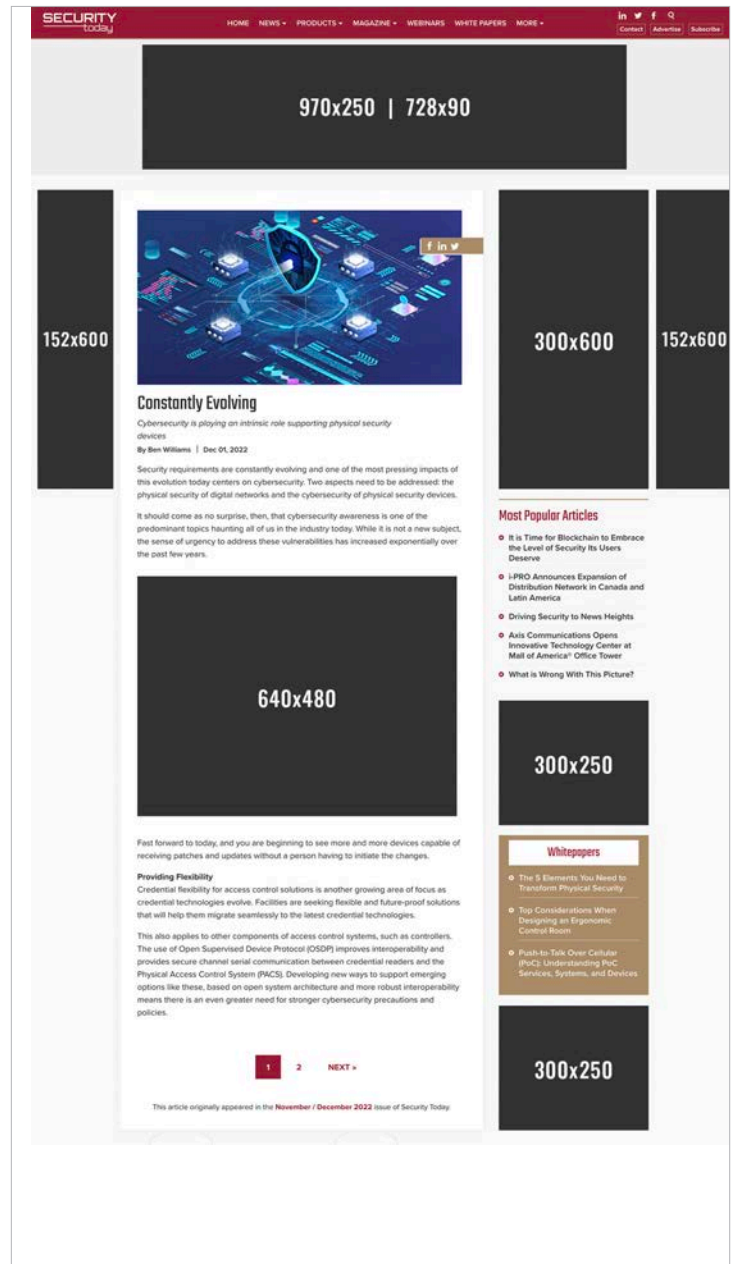 SECURITY
today
HOME NEWS PRODUCTS MAGAZINE WEBINARS WHITE PAPERS MORE
Contact Advertise Subscribe
970x250 | 728x90
152x600
300x600
152x600
Constantly Evolving
Cybersecurity is playing an intrinsic role supporting physical security
devices
By Ben Williams | Dec 01, 2022
Security requirements are constantly evolving and one of the most pressing impacts of
this evolution today centers on cybersecurity. Two aspects need to be addressed: the
physical security of digital networks and the cybersecurity of physical security devices.
It should come as no surprise, then, that cybersecurity awareness is one of the
predominant topics haunting all of us in the industry today. While it is not a new subject,
the sense of urgency to address these vulnerabilities has increased exponentially over
the past few years.
640x480
Fast forward to today, and you are beginning to see more and more devices capable of
receiving patches and updates without a person having to initiate the changes.
Providing Flexibility
Credential flexibility for access control solutions is another growing area of focus as
credential technologies evolve. Facilities are seeking flexible and future-proof solutions
that will help them migrate seamlessly to the latest credential technologies.
This also applies to other components of access control systems, such as controllers.
The use of Open Supervised Device Protocol (OSDP) improves interoperability and
provides secure channel serial communication between credential readers and the
Physical Access Control System (PACS). Developing new ways to support emerging
options like these, based on open system architecture and more robust interoperability
means there is an even greater need for stronger cybersecurity precautions and
policies.
1 2 NEXT »
This article originally appeared in the November / December 2022 issue of Security Today.
Most Popular Articles
It is Time for Blockchain to Embrace
the Level of Security Its Users
Deserve
i-PRO Announces Expansion of
Distribution Network in Canada and
Latin America
Driving Security to News Heights
Axis Communications Opens
Innovative Technology Center at
Mall of America® Office Tower
What is Wrong With This Picture?
300x250
Whitepapers
The 5 Elements You Need to
Transform Physical Security
Top Considerations When
Designing an Ergonomic
Control Room
Push-to-Talk Over Cellular
(PoC): Understanding PoC
Services, Systems, and Devices
300x250